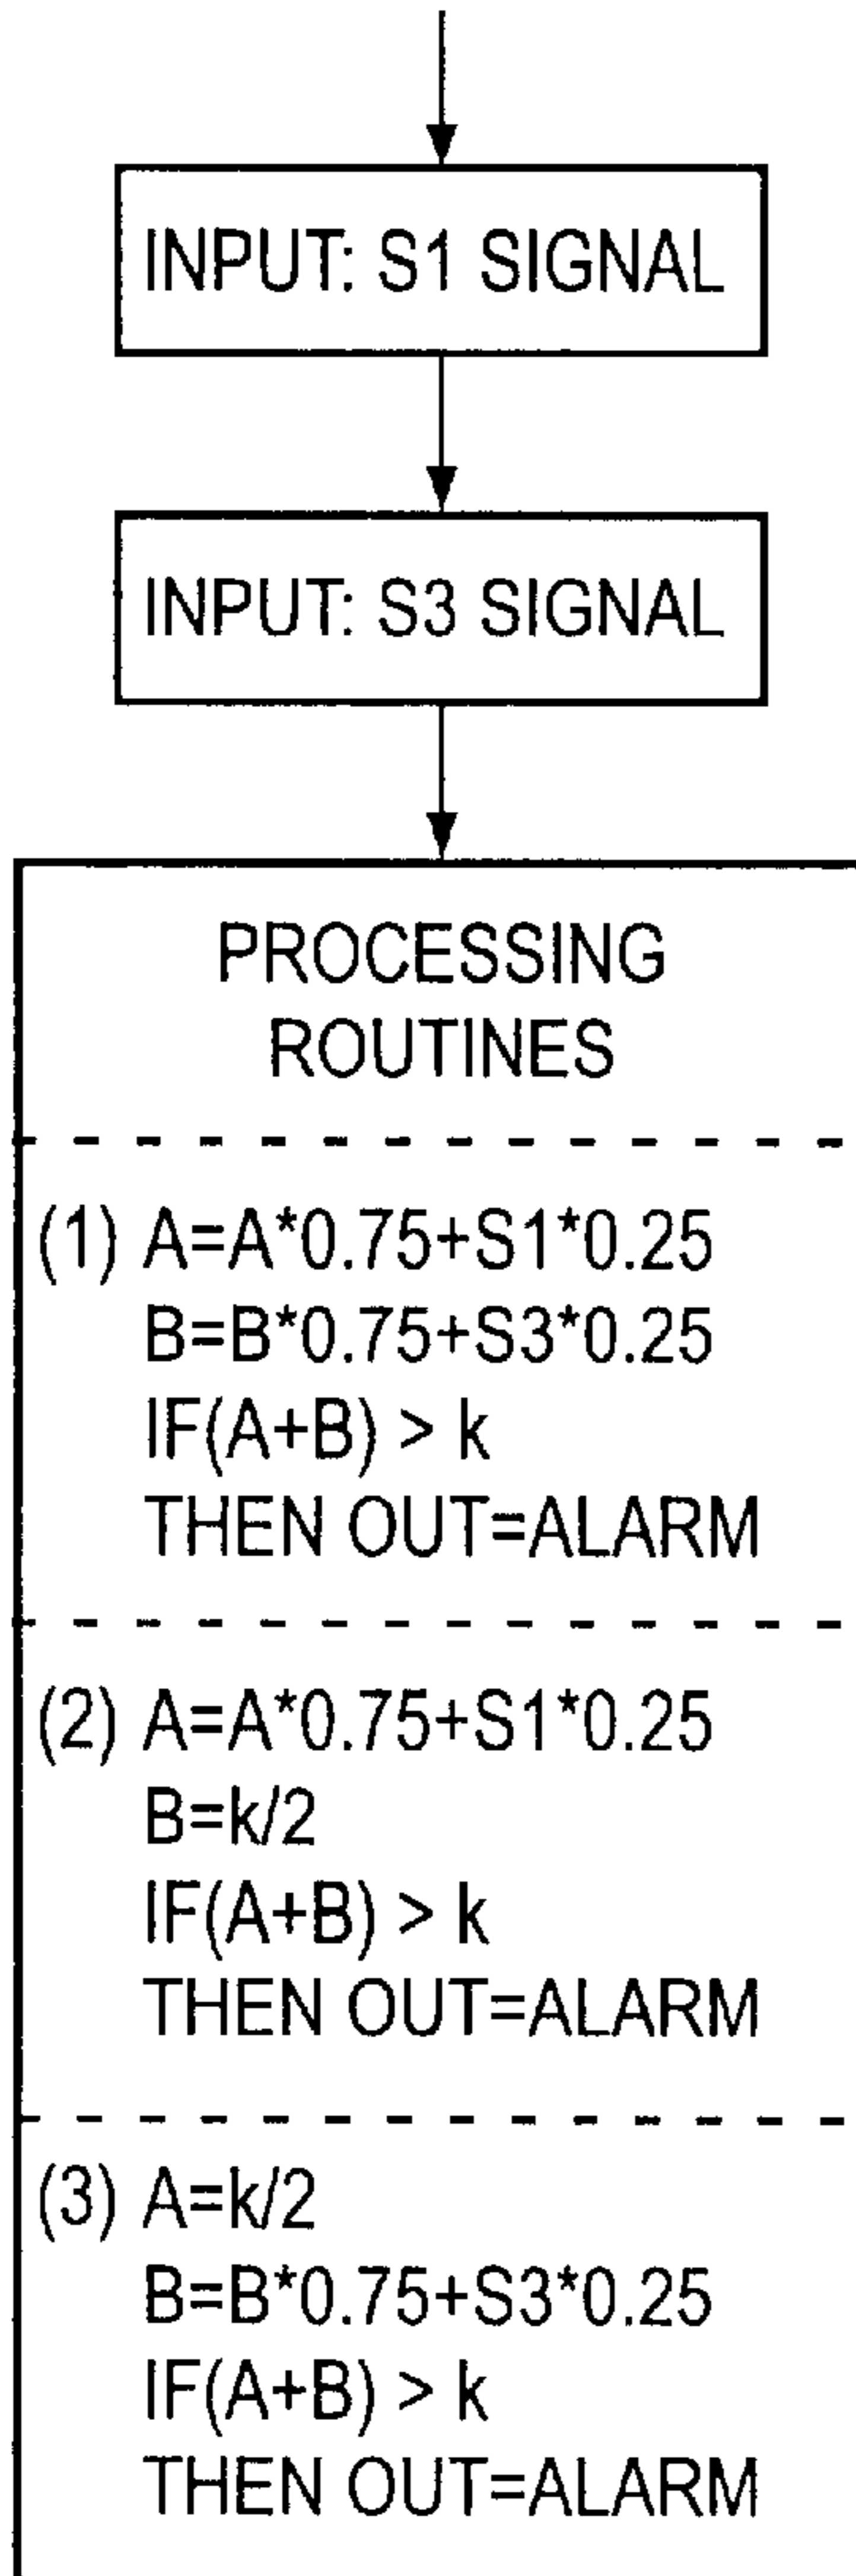 INPUT: S1 SIGNAL
INPUT: S3 SIGNAL
PROCESSING
ROUTINES
(1) A=A*0.75+S1*0.25
B=B*0.75+S3*0.25
IF(A+B) > k
THEN OUT=ALARM
(2) A=A*0.75+S1*0.25
B=k/2
IF(A+B) > k
THEN OUT=ALARM
(3) A=k/2
B=B*0.75+S3*0.25
IF(A+B) > k
THEN OUT=ALARM